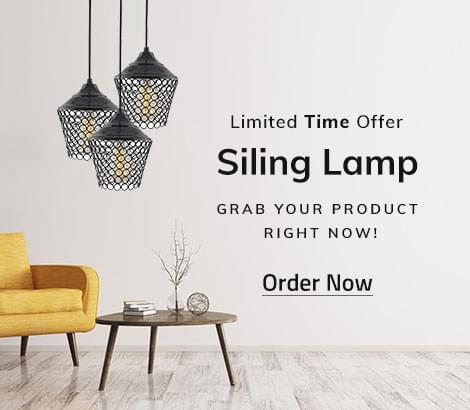 Limited Time Offer
Siling Lamp
GRAB YOUR PRODUCT
RIGHT NOW!
Order Now